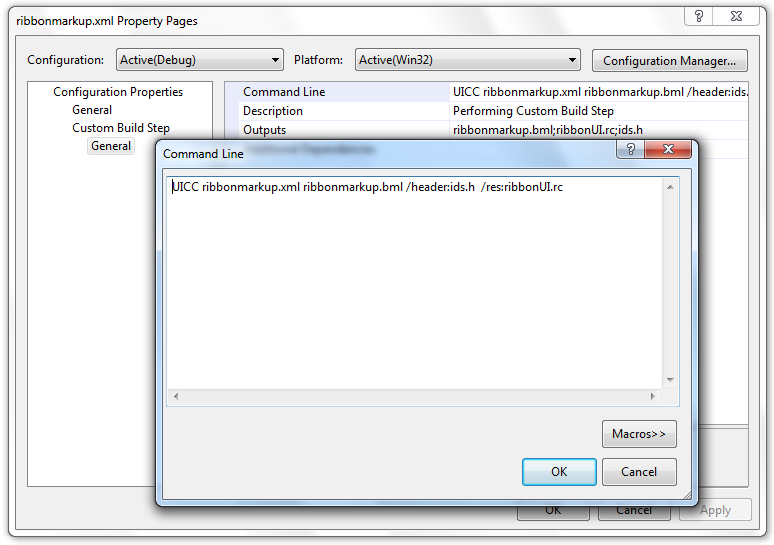 ribbonmarkup.xml Property Pages
Configuration: Active(Debug) Platform: Active(Win32) Configuration Manager...
Configuration Properties
General
Custom Build Step
General
Command Line UICC ribbonmarkup.xml ribbonmarkup.bml /header:ids.
Description Performing Custom Build Step
Outputs ribbonmarkup.bml;ribbonUI.rc;ids.h
Command Line
UICC ribbonmarkup.xml ribbonmarkup.bml /header:ids.h /res:ribbonUI.rc
Macros>>
OK Cancel
OK Cancel Apply